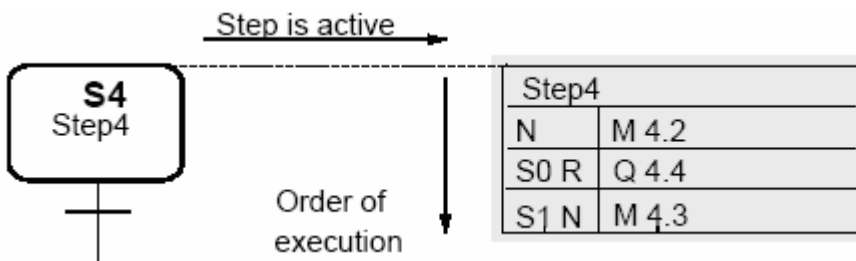 Step is active
S4
Step4
Order of
execution
Step4
N M 4.2
S0 R Q 4.4
S1 N M 4.3